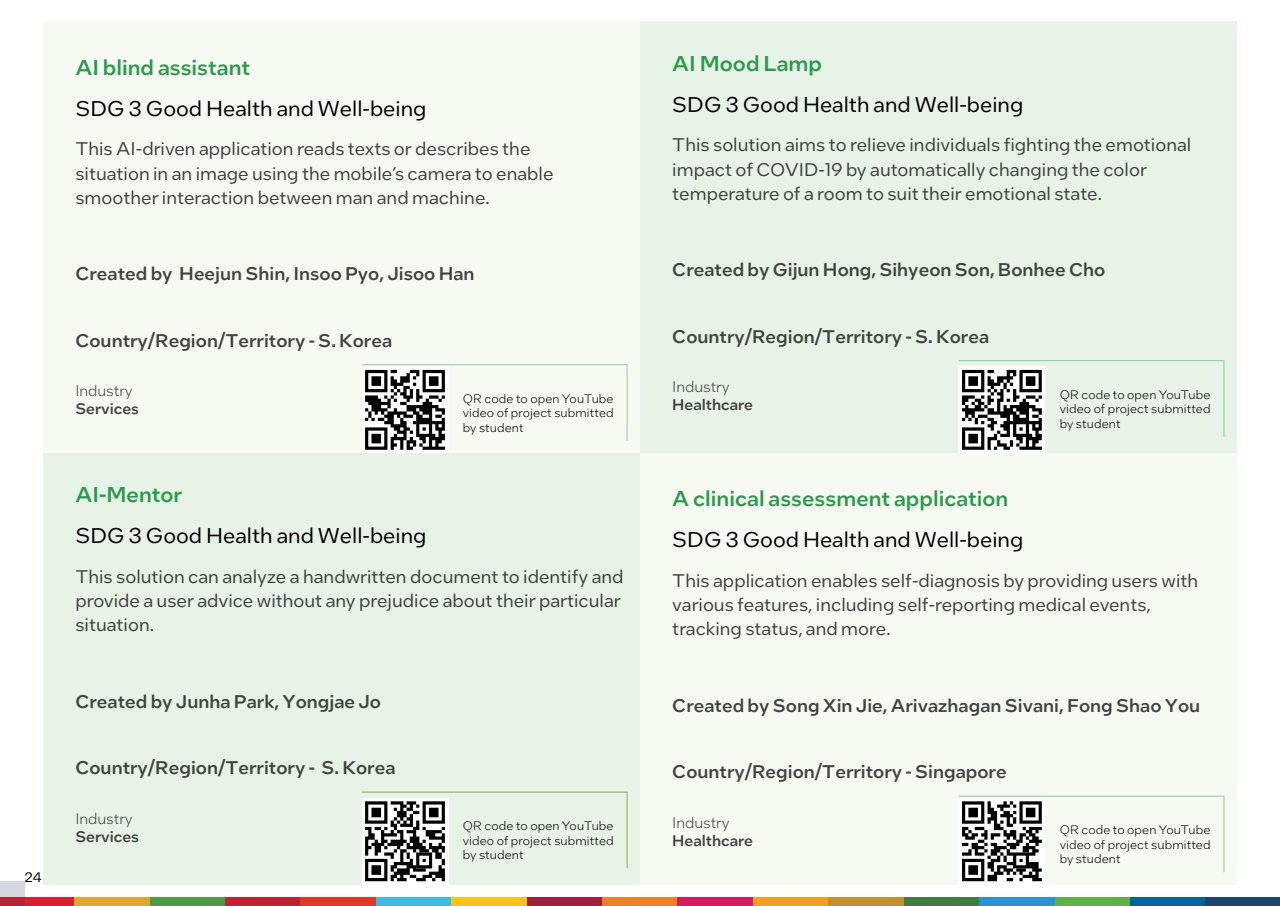 AI blind assistant
SDG 3 Good Health and Well-being
This AI-driven application reads texts or describes the
situation in an image using the mobile's camera to enable
smoother interaction between man and machine.
Created by  Heejun Shin, Insoo Pyo, Jisoo Han
Country/Region/Territory - S. Korea
Industry
Services
QR code to open YouTube
video of project submitted
by student
AI Mood Lamp
SDG 3 Good Health and Well-being
This solution aims to relieve individuals fighting the emotional
impact of COVID-19 by automatically changing the color
temperature of a room to suit their emotional state.
Created by Gijun Hong, Sihyeon Son, Bonhee Cho
Country/Region/Territory - S. Korea
Industry
Healthcare
QR code to open YouTube
video of project submitted
by student
AI-Mentor
SDG 3 Good Health and Well-being
This solution can analyze a handwritten document to identify and
provide a user advice without any prejudice about their particular
situation.
Created by Junha Park, Yongjae Jo
Country/Region/Territory -  S. Korea
Industry
Services
QR code to open YouTube
video of project submitted
by student
A clinical assessment application
SDG 3 Good Health and Well-being
This application enables self-diagnosis by providing users with
various features, including self-reporting medical events,
tracking status, and more.
Created by Song Xin Jie, Arivazhagan Sivani, Fong Shao You
Country/Region/Territory - Singapore
Industry
Healthcare
QR code to open YouTube
video of project submitted
by student
24